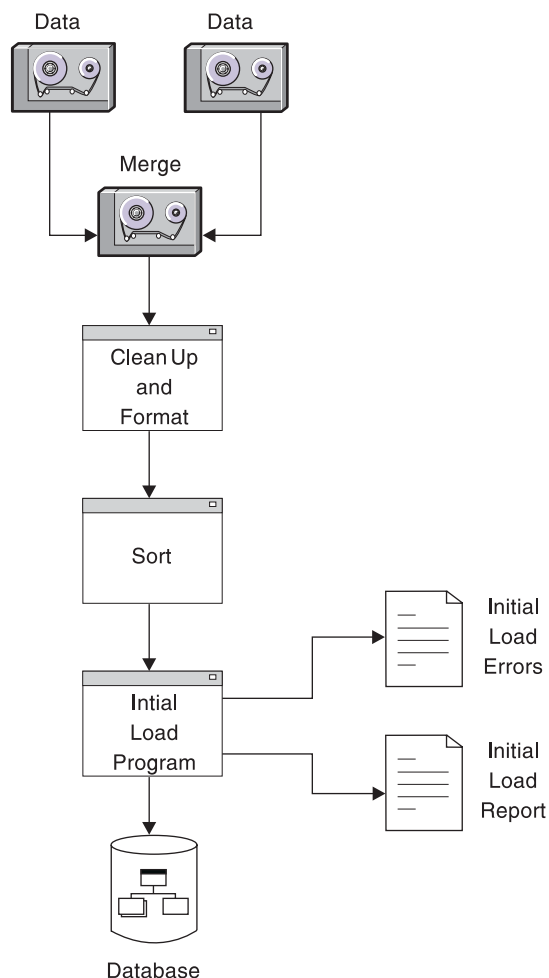 Data
Data
Merge
Clean Up
and
Format
Sort
Intial
Load
Program
Initial
Load
Errors
Initial
Load
Report
Database